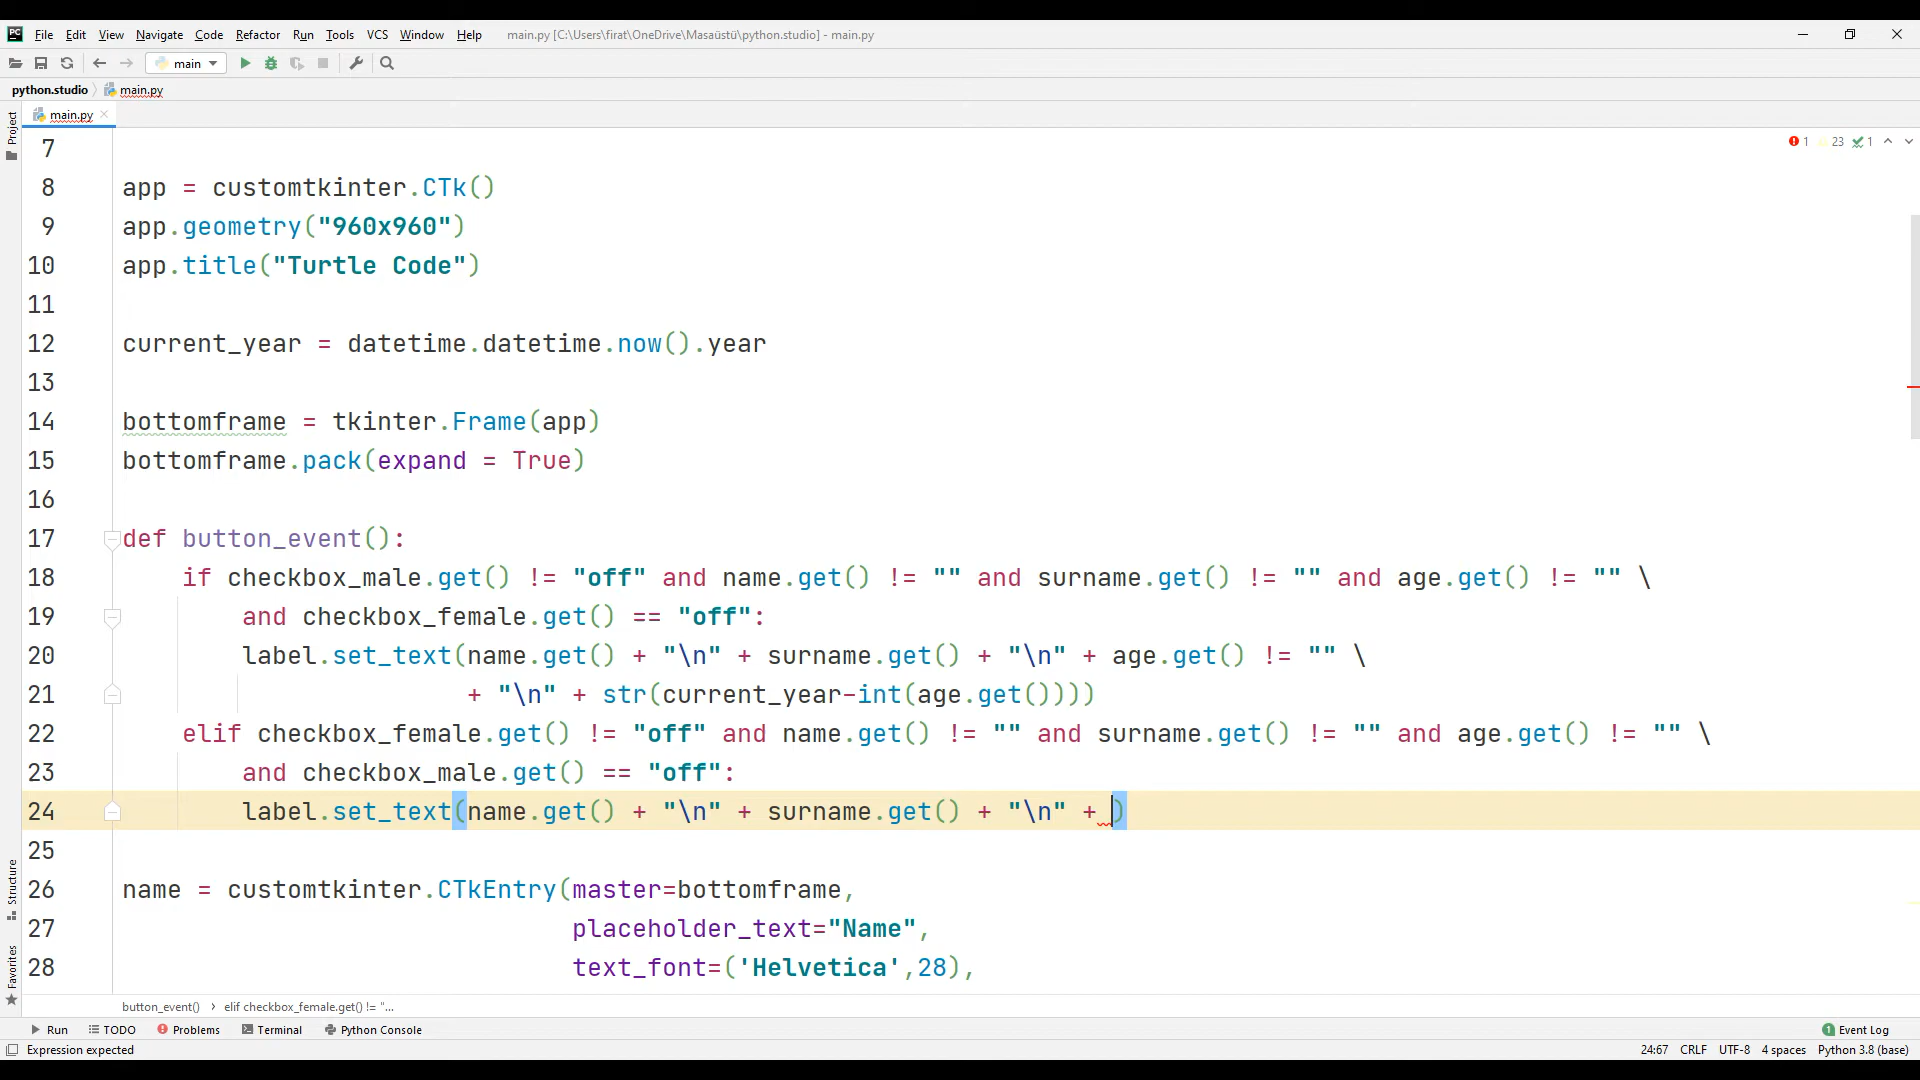 PC File Edit View Navigate Code Refactor Run Tools VCS Window Help main.py [C:\Users\firat\OneDrive\Masaüstü\python.studio] - main.py
main
python.studio main.py
main.py
Project
1 23 1
7
8 app = customtkinter.CTk()
9 app.geometry("960x960")
10 app.title("Turtle Code")
11
12 current_year = datetime.datetime.now().year
13
14 bottomframe = tkinter.Frame(app)
15 bottomframe.pack(expand = True)
16
17 def button_event():
18 if checkbox_male.get() != "off" and name.get() != "" and surname.get() != "" and age.get() != "" \
19 and checkbox_female.get() == "off":
20 label.set_text(name.get() + "\n" + surname.get() + "\n" + age.get() != "" \
21 + "\n" + str(current_year-int(age.get())))
22 elif checkbox_female.get() != "off" and name.get() != "" and surname.get() != "" and age.get() != "" \
23 and checkbox_male.get() == "off":
24 label.set_text(name.get() + "\n" + surname.get() + "\n" + )
25
26 name = customtkinter.CTkEntry(master=bottomframe,
27 placeholder_text="Name",
28 text_font=('Helvetica',28),
Structure
Favorites
button_event() elif checkbox_female.get() != "...
Run TODO Problems Terminal Python Console 1 Event Log
Expression expected 24:67 CRLF UTF-8 4 spaces Python 3.8 (base)